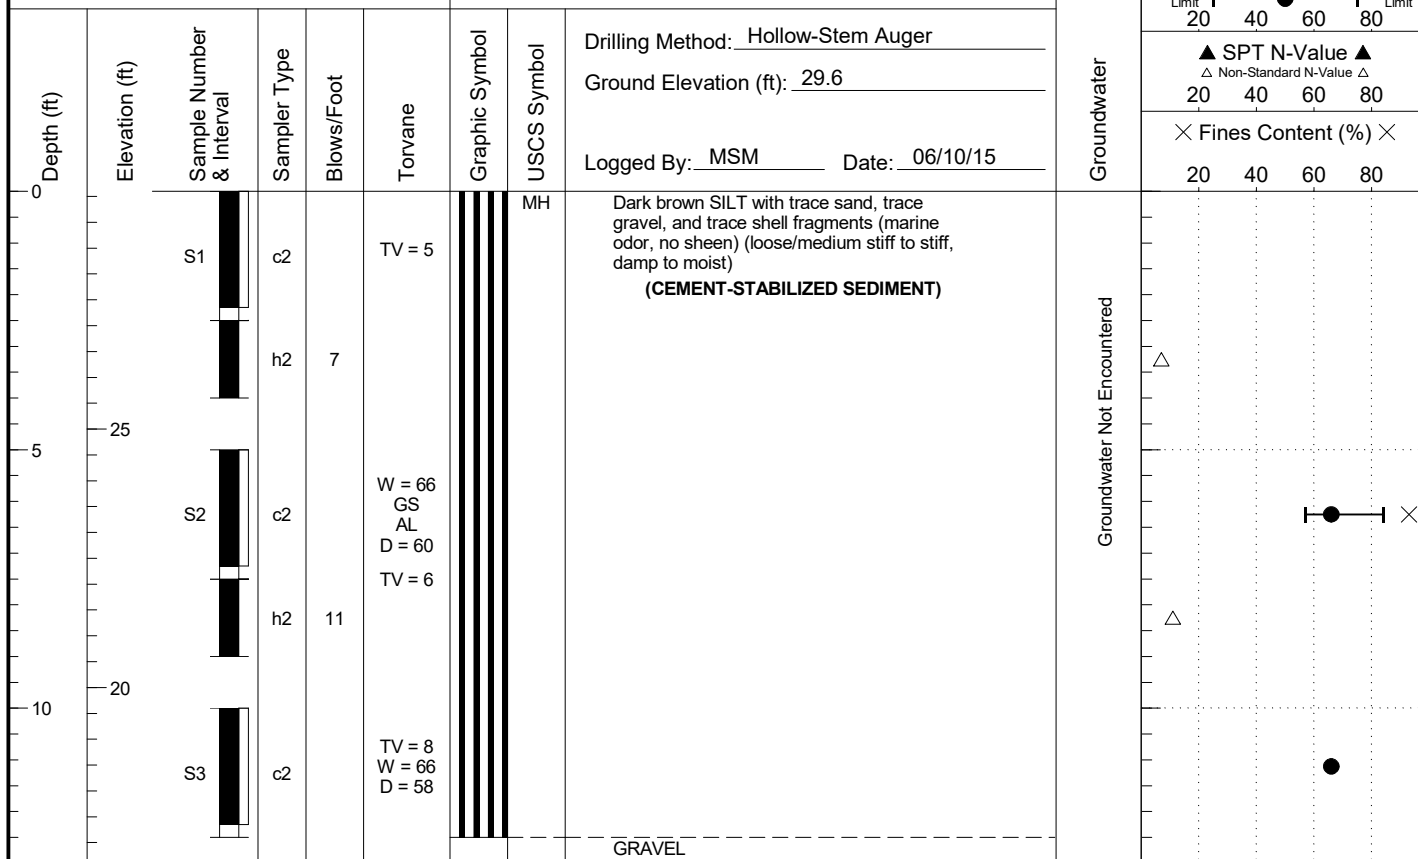 Limit Limit
20 40 60 80
▲ SPT N-Value ▲
△ Non-Standard N-Value △
20 40 60 80
× Fines Content (%) ×
20 40 60 80
Depth (ft)
Elevation (ft)
Sample Number
& Interval
Sampler Type
Blows/Foot
Torvane
Graphic Symbol
USCS Symbol
Drilling Method: Hollow-Stem Auger
Ground Elevation (ft): 29.6
Logged By: MSM Date: 06/10/15
Groundwater
0
MH
Dark brown SILT with trace sand, trace
gravel, and trace shell fragments (marine
odor, no sheen) (loose/medium stiff to stiff,
damp to moist)
(CEMENT-STABILIZED SEDIMENT)
S1 c2 TV = 5
h2 7
Groundwater Not Encountered
25
5
S2 c2
W = 66
GS
AL
D = 60
TV = 6
h2 11
20
10
S3 c2
TV = 8
W = 66
D = 58
GRAVEL